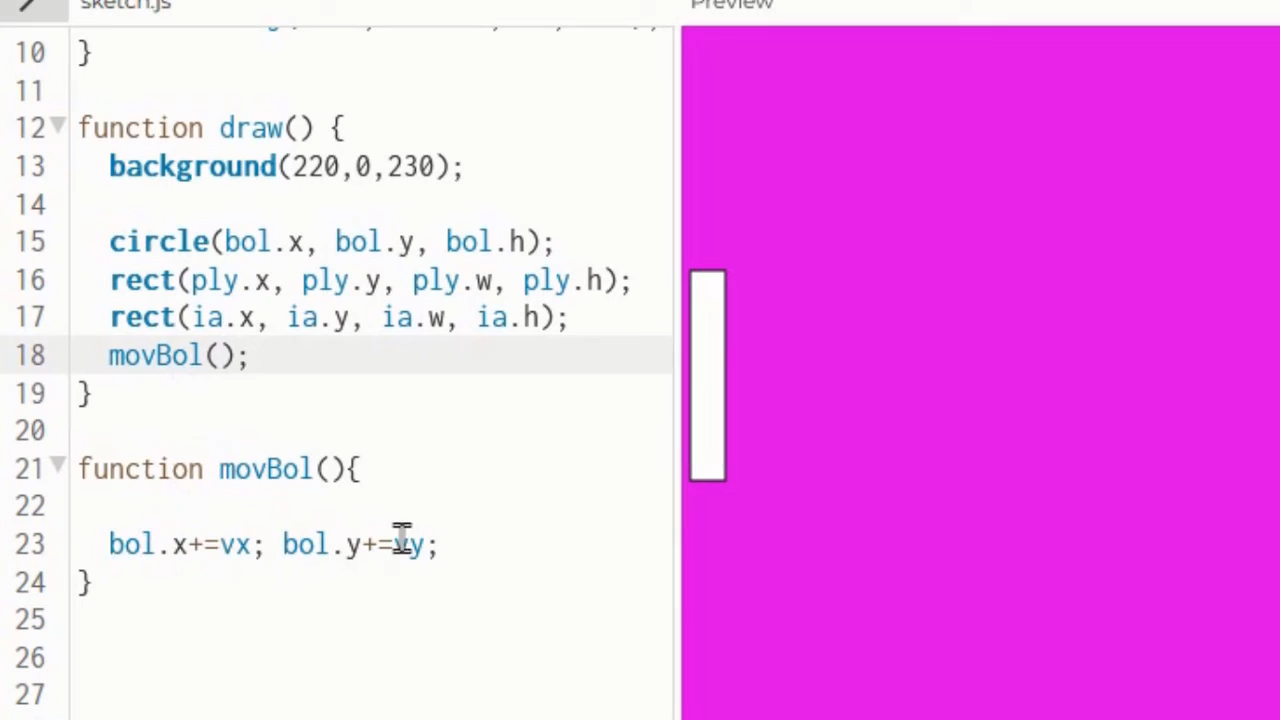 sketch.js
Preview
10 }
11
12 function draw() {
13 background(220,0,230);
14
15 circle(bol.x, bol.y, bol.h);
16 rect(ply.x, ply.y, ply.w, ply.h);
17 rect(ia.x, ia.y, ia.w, ia.h);
18 movBol();
19 }
20
21 function movBol(){
22
23 bol.x+=vx; bol.y+=vy;
24 }
25
26
27